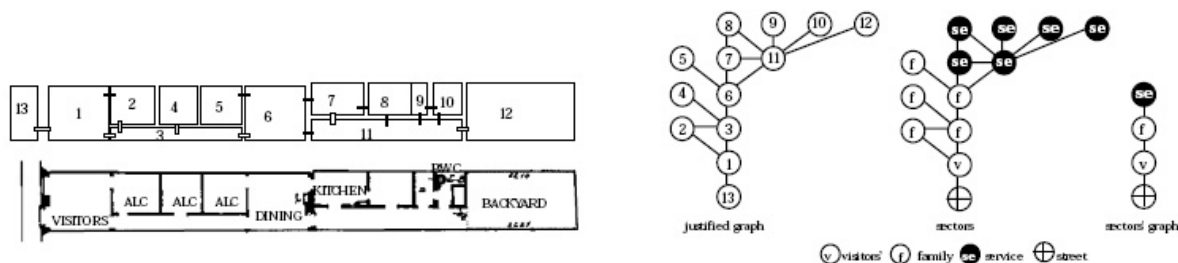 13 1 2 4 5 6 7 8 9 10 12
3 11
VISITORS ALC ALC ALC DINING KITCHEN BACKYARD
8 9 10 12
5 7 11
4 6
2 3
1
13
justified graph
se se se se
f se se
f f se
f f f
v v
sectors
sectors' graph
v visitors' f family se service street